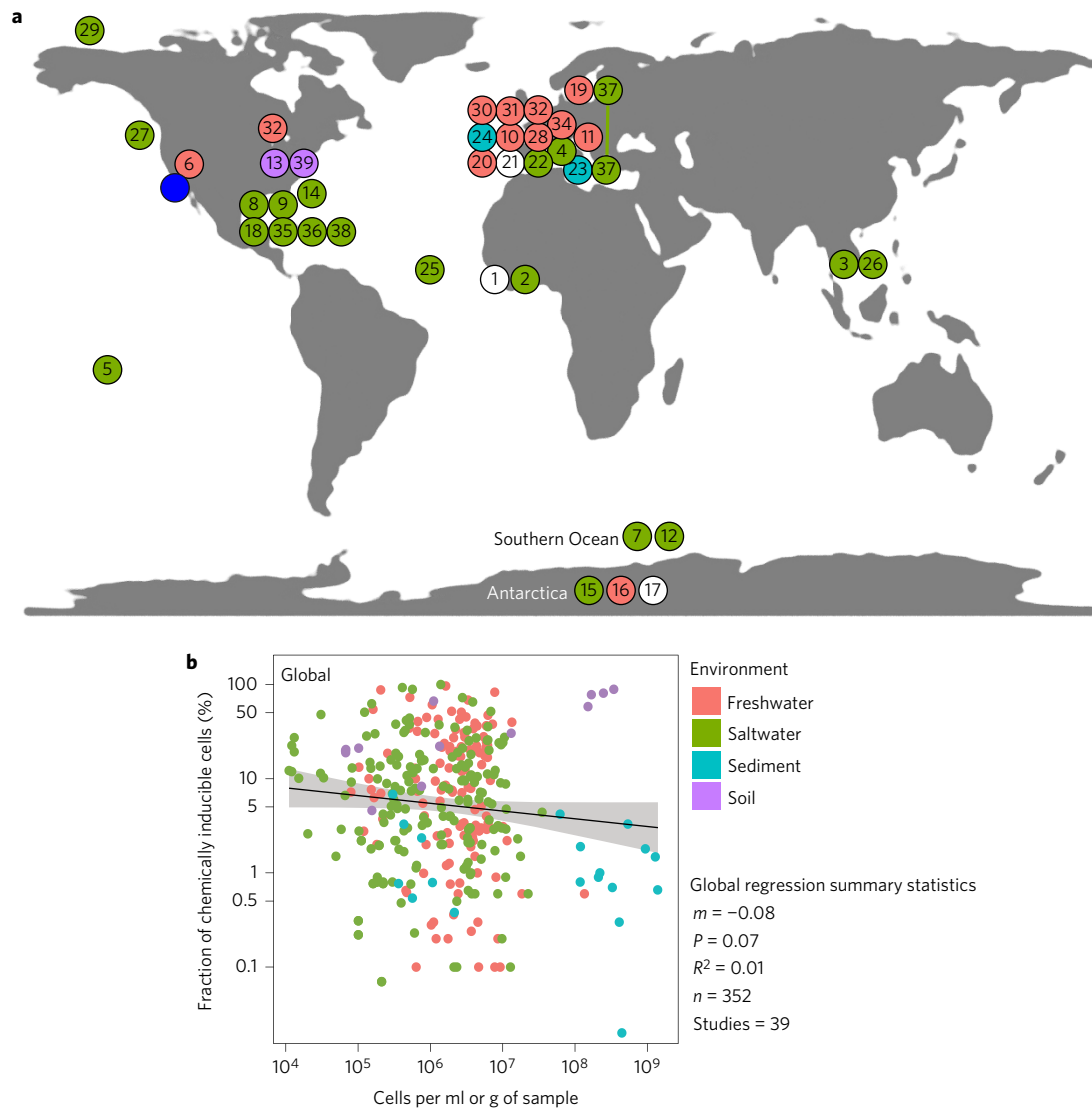 a
29
19 37
30 31 32
34
27 32 24 10 28 11
4
6 13 39 20 21 22 23 37
14
8 9
18 35 36 38
25 1 2 3 26
5
Southern Ocean 7 12
Antarctica 15 16 17
b
Global
100
50
10
5
1
0.5
0.1
Fraction of chemically inducible cells (%)
10⁴ 10⁵ 10⁶ 10⁷ 10⁸ 10⁹
Cells per ml or g of sample
Environment
Freshwater
Saltwater
Sediment
Soil
Global regression summary statistics
m = −0.08
P = 0.07
R² = 0.01
n = 352
Studies = 39